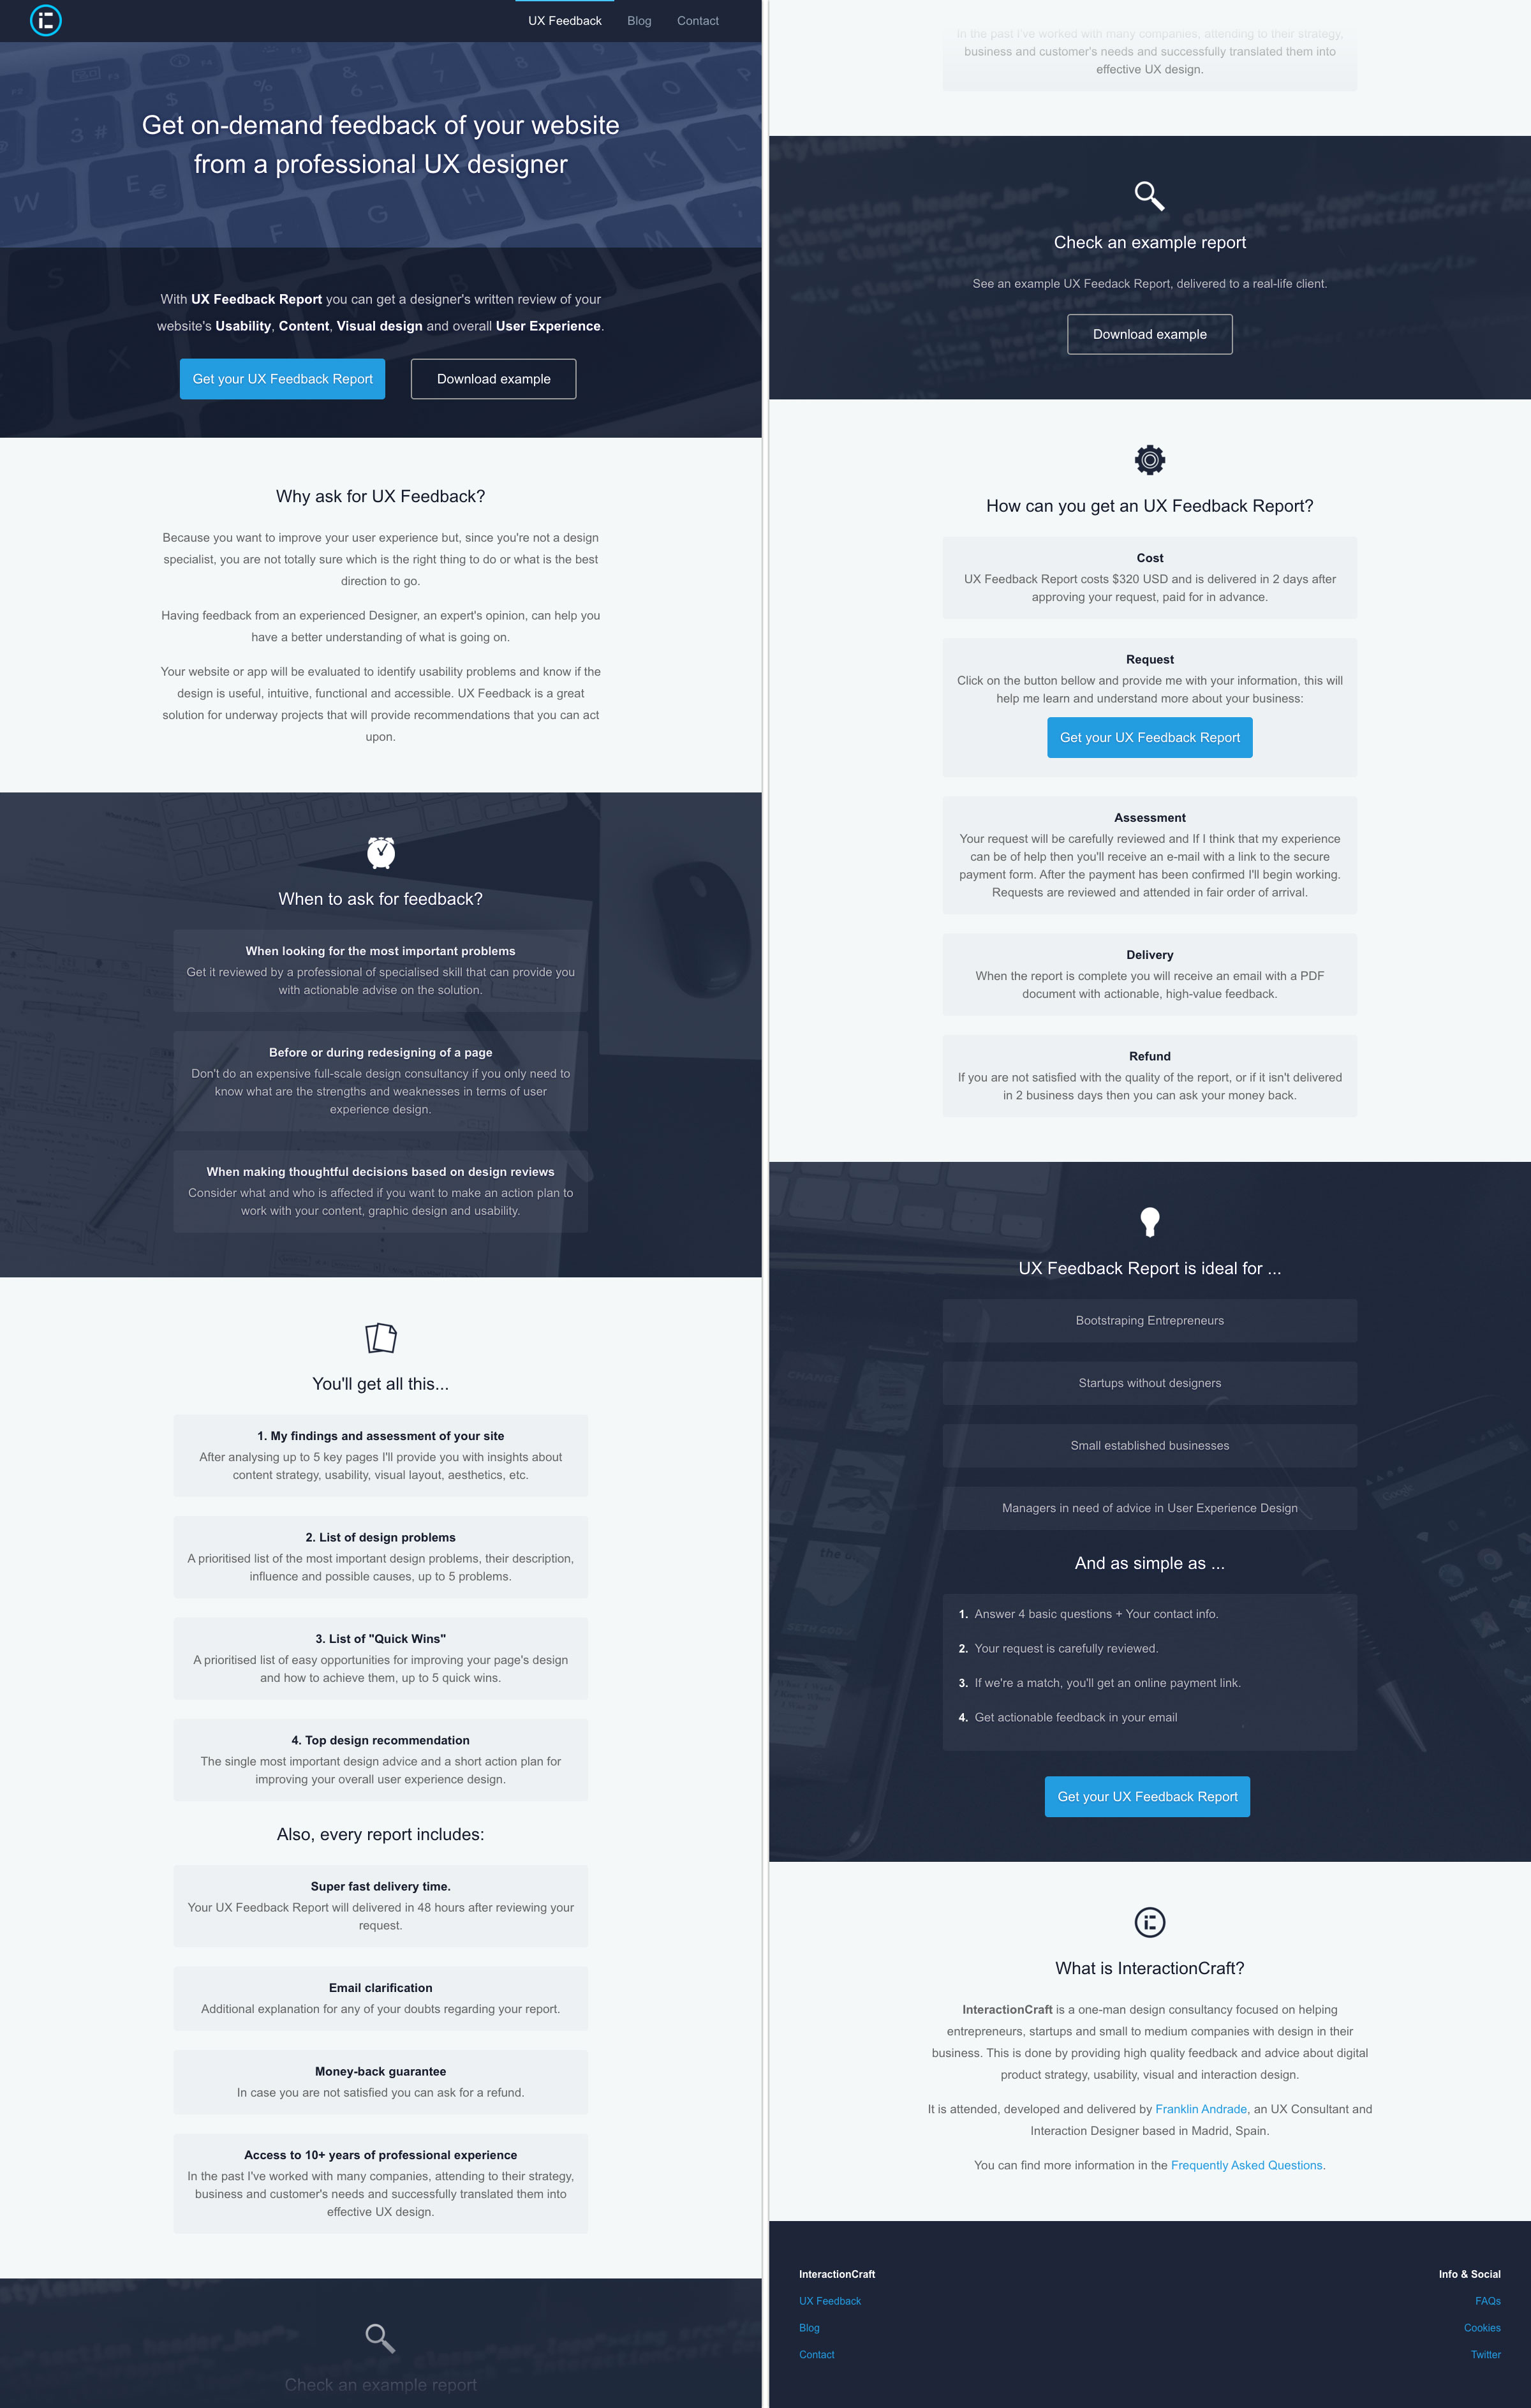 UX Feedback
Blog
Contact
Get on-demand feedback of your website
from a professional UX designer
With UX Feedback Report you can get a designer's written review of your
website's Usability, Content, Visual design and overall User Experience.
Get your UX Feedback Report
Download example
Why ask for UX Feedback?
Because you want to improve your user experience but, since you're not a design
specialist, you are not totally sure which is the right thing to do or what is the best
direction to go.
Having feedback from an experienced Designer, an expert's opinion, can help you
have a better understanding of what is going on.
Your website or app will be evaluated to identify usability problems and know if the
design is useful, intuitive, functional and accessible. UX Feedback is a great
solution for underway projects that will provide recommendations that you can act
upon.
When to ask for feedback?
When looking for the most important problems
Get it reviewed by a professional of specialised skill that can provide you
with actionable advise on the solution.
Before or during redesigning of a page
Don't do an expensive full-scale design consultancy if you only need to
know what are the strengths and weaknesses in terms of user
experience design.
When making thoughtful decisions based on design reviews
Consider what and who is affected if you want to make an action plan to
work with your content, graphic design and usability.
You'll get all this...
1. My findings and assessment of your site
After analysing up to 5 key pages I'll provide you with insights about
content strategy, usability, visual layout, aesthetics, etc.
2. List of design problems
A prioritised list of the most important design problems, their description,
influence and possible causes, up to 5 problems.
3. List of "Quick Wins"
A prioritised list of easy opportunities for improving your page's design
and how to achieve them, up to 5 quick wins.
4. Top design recommendation
The single most important design advice and a short action plan for
improving your overall user experience design.
Also, every report includes:
Super fast delivery time.
Your UX Feedback Report will delivered in 48 hours after reviewing your
request.
Email clarification
Additional explanation for any of your doubts regarding your report.
Money-back guarantee
In case you are not satisfied you can ask for a refund.
Access to 10+ years of professional experience
In the past I've worked with many companies, attending to their strategy,
business and customer's needs and successfully translated them into
effective UX design.
Check an example report
In the past I've worked with many companies, attending to their strategy,
business and customer's needs and successfully translated them into
effective UX design.
Check an example report
See an example UX Feedack Report, delivered to a real-life client.
Download example
How can you get an UX Feedback Report?
Cost
UX Feedback Report costs $320 USD and is delivered in 2 days after
approving your request, paid for in advance.
Request
Click on the button bellow and provide me with your information, this will
help me learn and understand more about your business:
Get your UX Feedback Report
Assessment
Your request will be carefully reviewed and If I think that my experience
can be of help then you'll receive an e-mail with a link to the secure
payment form. After the payment has been confirmed I'll begin working.
Requests are reviewed and attended in fair order of arrival.
Delivery
When the report is complete you will receive an email with a PDF
document with actionable, high-value feedback.
Refund
If you are not satisfied with the quality of the report, or if it isn't delivered
in 2 business days then you can ask your money back.
UX Feedback Report is ideal for ...
Bootstraping Entrepreneurs
Startups without designers
Small established businesses
Managers in need of advice in User Experience Design
And as simple as ...
1. Answer 4 basic questions + Your contact info.
2. Your request is carefully reviewed.
3. If we're a match, you'll get an online payment link.
4. Get actionable feedback in your email
Get your UX Feedback Report
What is InteractionCraft?
InteractionCraft is a one-man design consultancy focused on helping
entrepreneurs, startups and small to medium companies with design in their
business. This is done by providing high quality feedback and advice about digital
product strategy, usability, visual and interaction design.
It is attended, developed and delivered by Franklin Andrade, an UX Consultant and
Interaction Designer based in Madrid, Spain.
You can find more information in the Frequently Asked Questions.
InteractionCraft
UX Feedback
Blog
Contact
Info & Social
FAQs
Cookies
Twitter